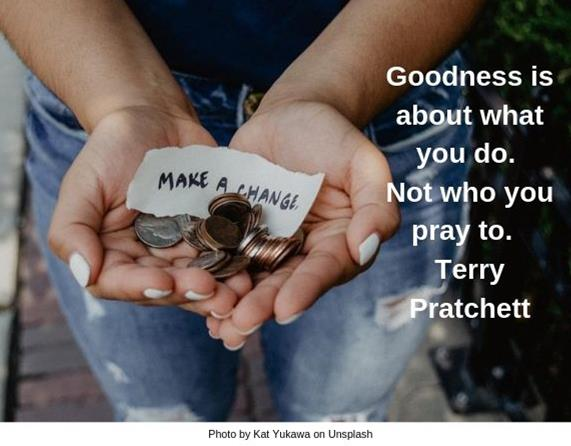 MAKE A CHANGE
Goodness is
about what
you do.
Not who you
pray to.
Terry
Pratchett
Photo by Kat Yukawa on Unsplash